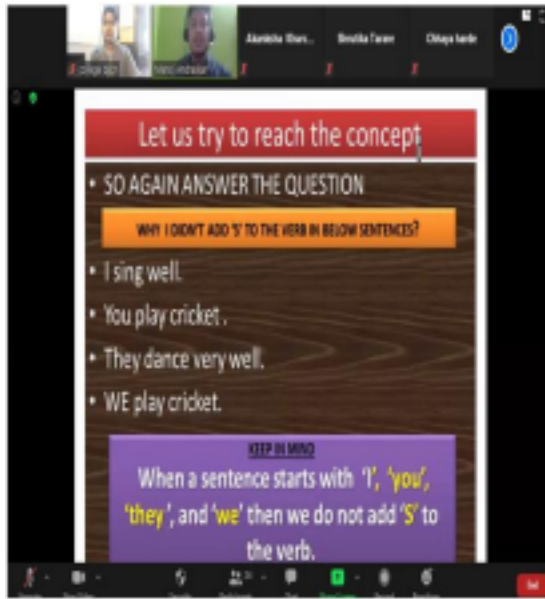 Let us try to reach the concept
• SO AGAIN ANSWER THE QUESTION
WHY I DIDN'T ADD 'S' TO THE VERB IN BELOW SENTENCES?
• I sing well.
• You play cricket.
• They dance very well.
• WE play cricket.
KEEP IN MIND
When a sentence starts with 'I', 'you',
'they', and 'we' then we do not add 'S' to
the verb.